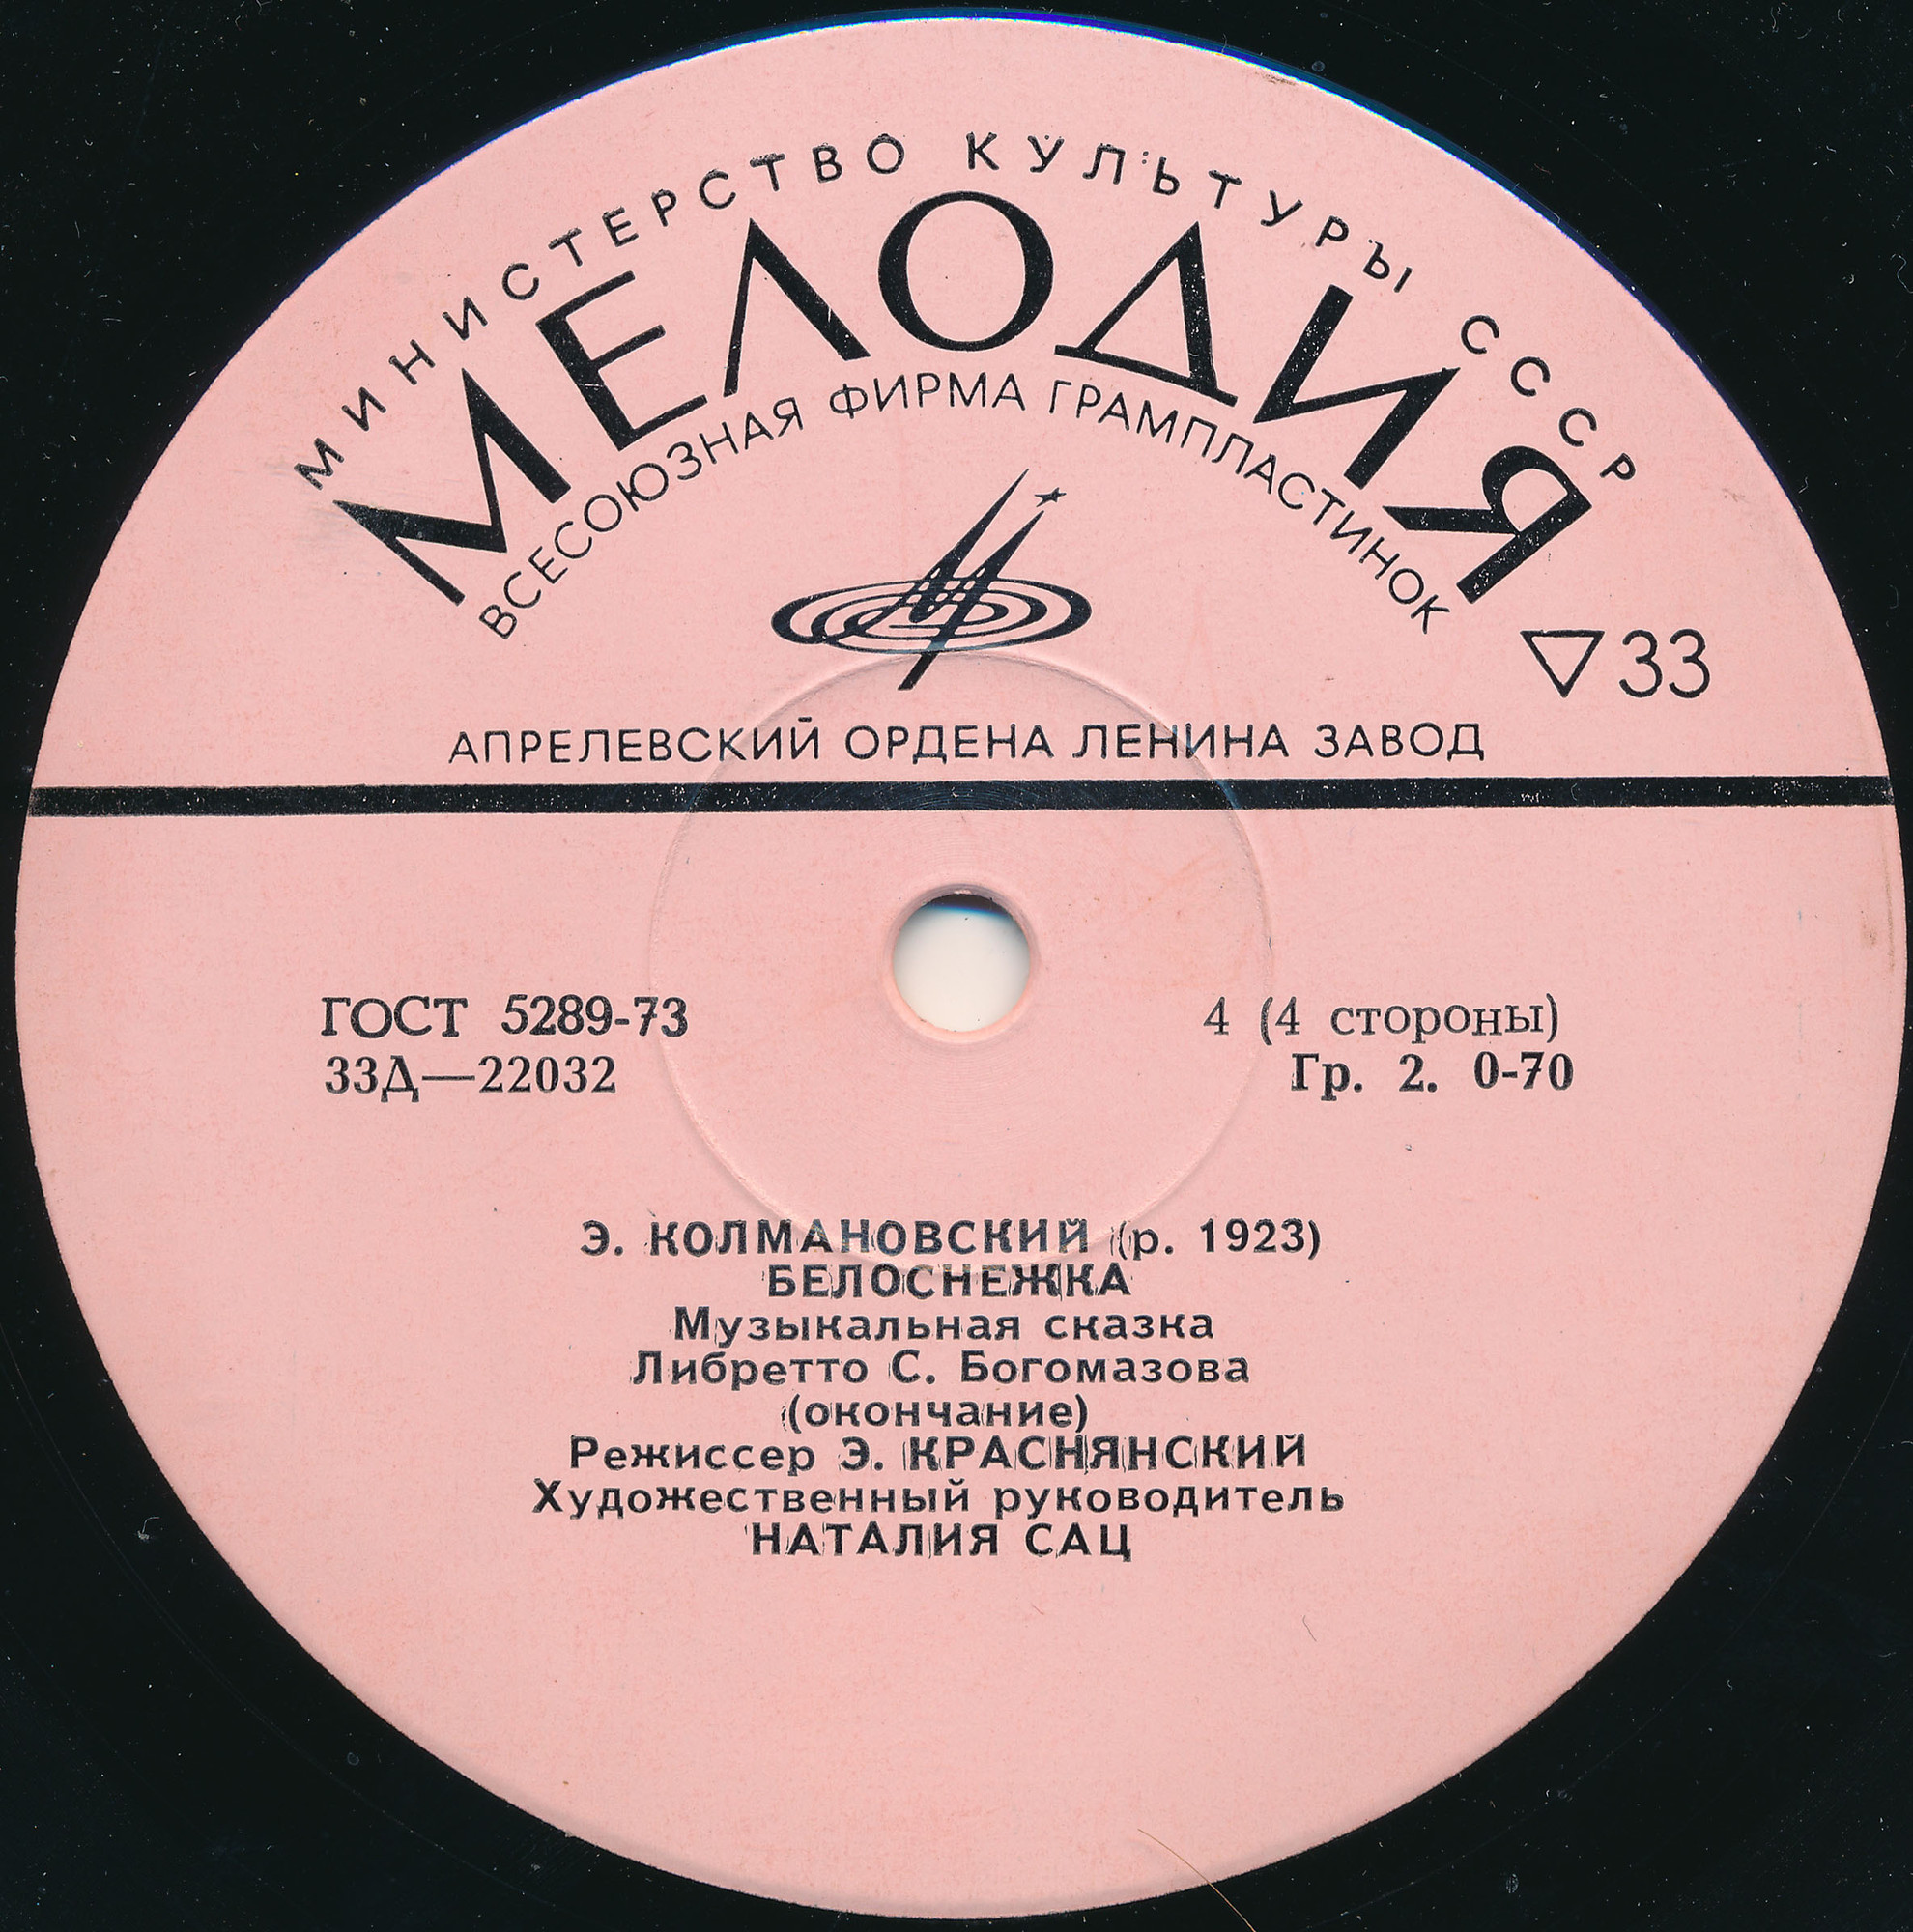 МИНИСТЕРСТВО КУЛЬТУРЫ СССР
МЕЛОДИЯ
ВСЕСОЮЗНАЯ ФИРМА ГРАМПЛАСТИНОК
33
АПРЕЛЕВСКИЙ ОРДЕНА ЛЕНИНА ЗАВОД
ГОСТ 5289-73
4 (4 стороны)
33Д—22032
Гр. 2. 0-70
Э. КОЛМАНОВСКИЙ (р. 1923)
БЕЛОСНЕЖКА
Музыкальная сказка
Либретто С. Богомазова
(окончание)
Режиссер Э. КРАСНЯНСКИЙ
Художественный руководитель
НАТАЛИЯ САЦ